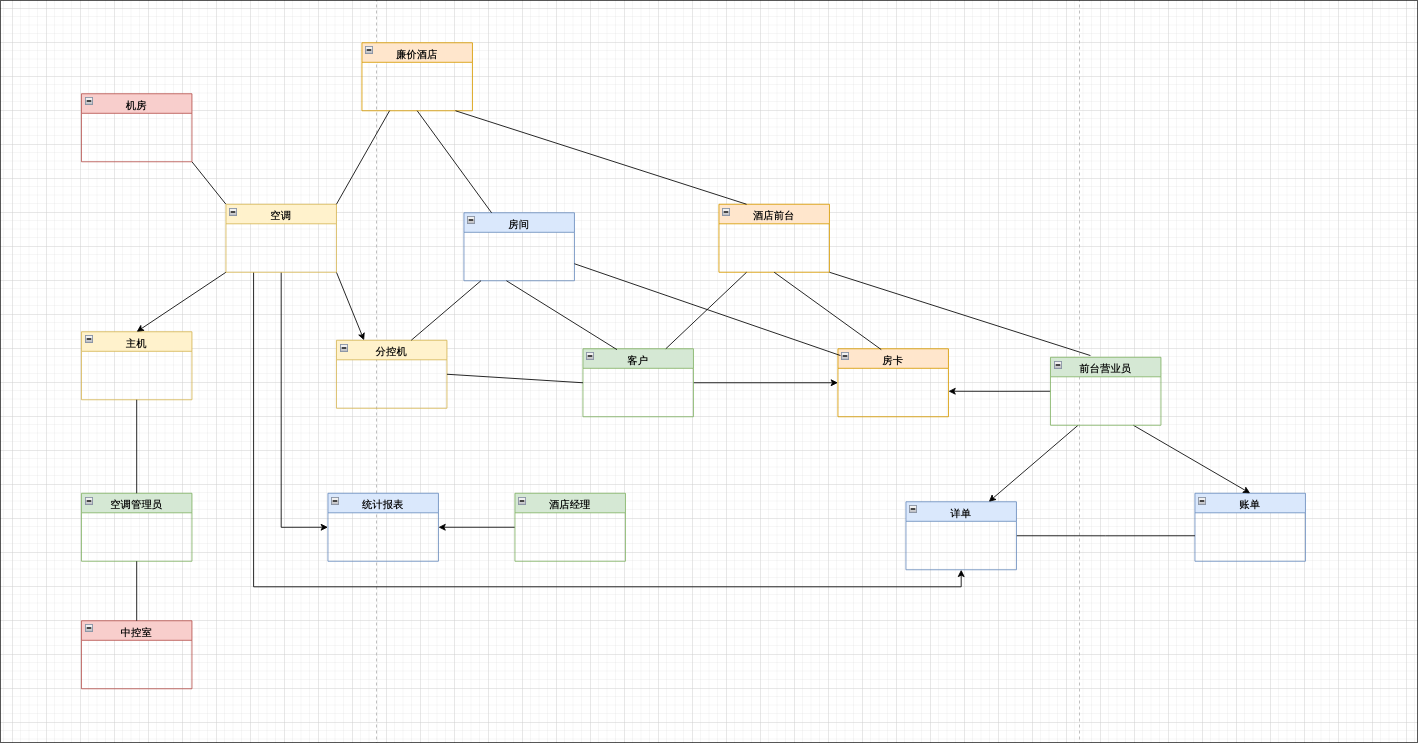 廉价酒店
机房
空调
房间
酒店前台
主机
分控机
客户
房卡
前台营业员
空调管理员
统计报表
酒店经理
详单
账单
中控室